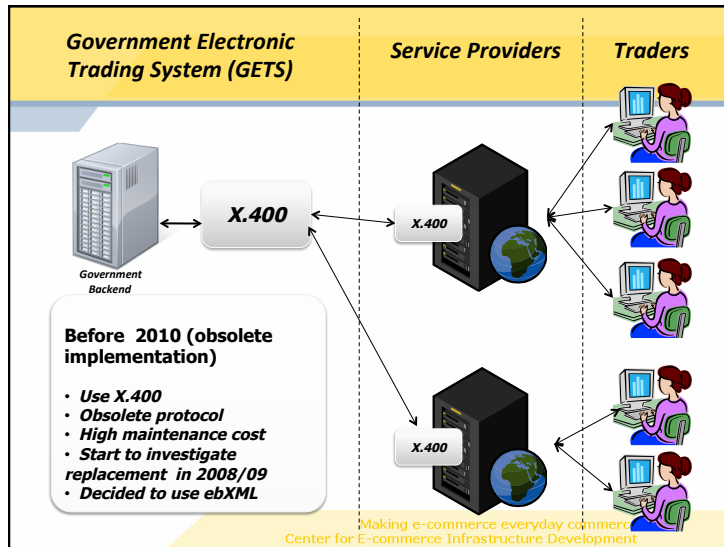 Government Electronic
Trading System (GETS)
Service Providers
Traders
X.400
X.400
Government
Backend
Before 2010 (obsolete
implementation)
• Use X.400
• Obsolete protocol
• High maintenance cost
• Start to investigate
replacement in 2008/09
• Decided to use ebXML
X.400
Making e-commerce everyday commerc
Center for E-commerce Infrastructure Development